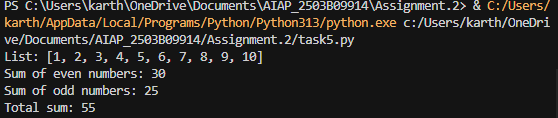 PS C:\Users\karth\OneDrive\Documents\AIAP_2503B09914\Assignment.2> & C:/Users/
karth/AppData/Local/Programs/Python/Python313/python.exe c:/Users/karth/OneDri
ve/Documents/AIAP_2503B09914/Assignment.2/task5.py
List: [1, 2, 3, 4, 5, 6, 7, 8, 9, 10]
Sum of even numbers: 30
Sum of odd numbers: 25
Total sum: 55